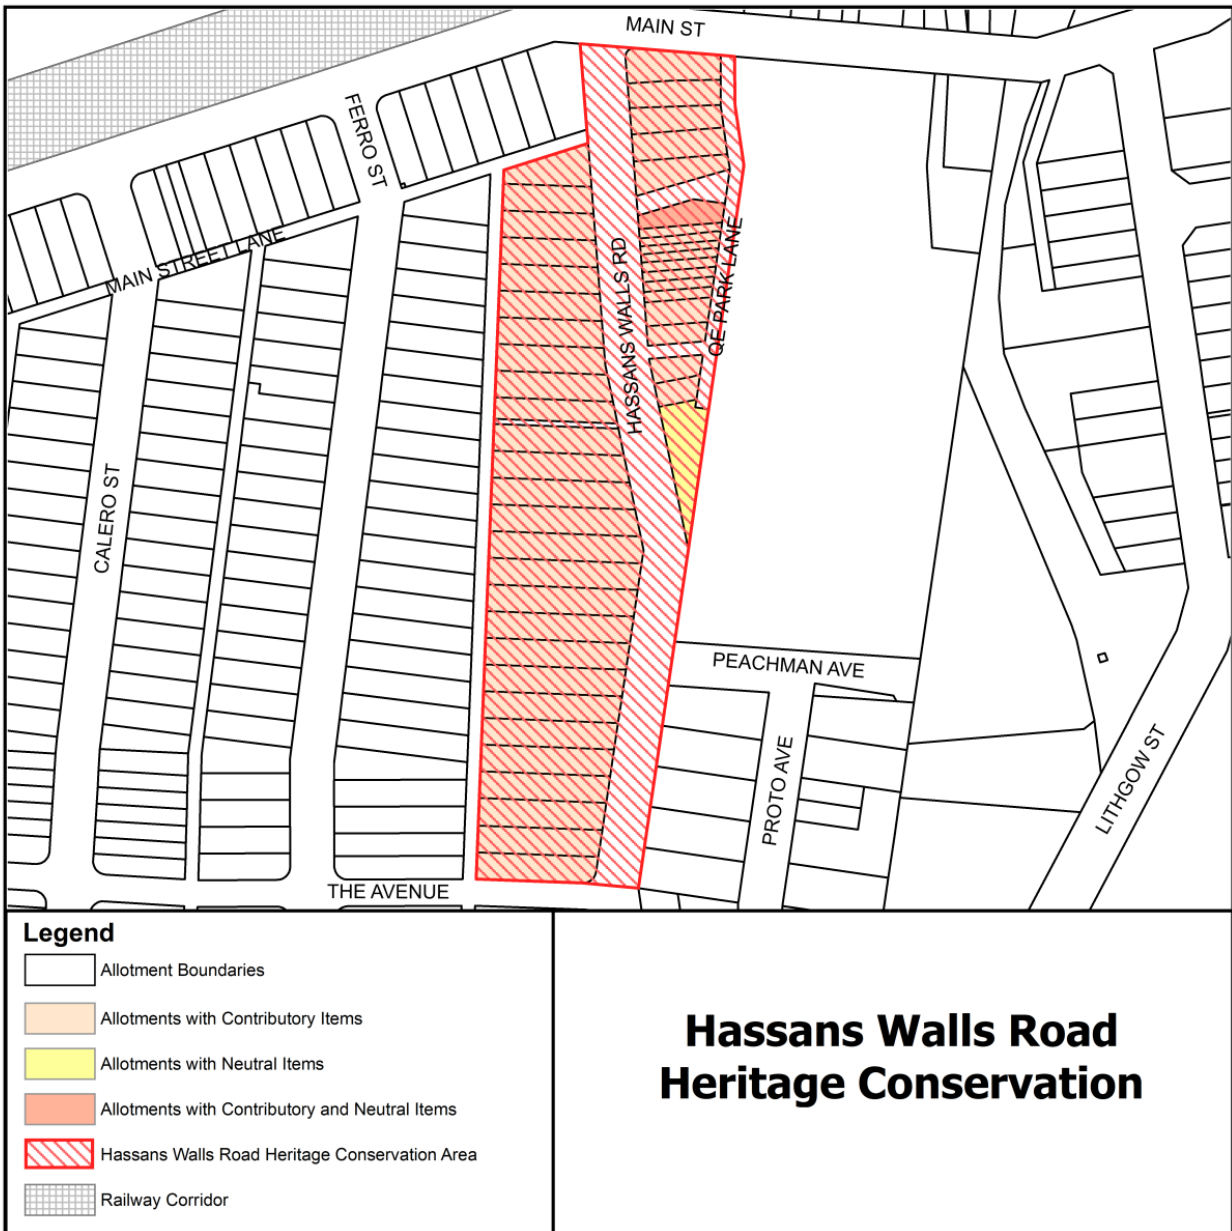 MAIN ST
FERRO ST
MAIN STREET LANE
HASSANS WALLS RD
QE PARK LANE
CALERO ST
PEACHMAN AVE
PROTO AVE
LITHGOW ST
THE AVENUE
Legend
Allotment Boundaries
Allotments with Contributory Items
Allotments with Neutral Items
Allotments with Contributory and Neutral Items
Hassans Walls Road Heritage Conservation Area
Railway Corridor
Hassans Walls Road
Heritage Conservation